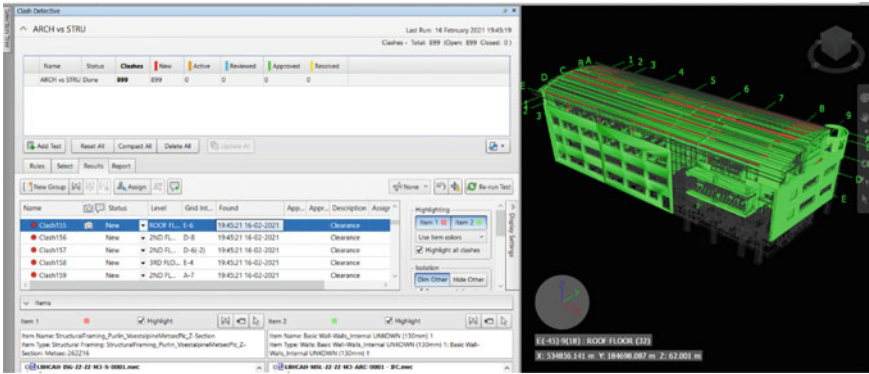 Clash Detective
ARCH vs STRU
Last Run: 16 February 2021 19:45:19
Clashes - Total: 899 (Open: 899 Closed: 0)
Name Status Clashes New Active Reviewed Approved Resolved
ARCH vs STRU Done 899 899 0 0 0 0
Add Test Reset All Compact All Delete All Update All
Rules Select Results Report
New Group Assign None Re-run Test
Name Status Level Grid Int... Found App... Appr... Description Assigr
Clash155 New ROOF FL... E-6 19:45:21 16-02-2021 Clearance
Clash156 New 2ND FL... D-8 19:45:21 16-02-2021 Clearance
Clash157 New 2ND FL... D-6(-2) 19:45:21 16-02-2021 Clearance
Clash158 New 3RD FLO... E-4 19:45:21 16-02-2021 Clearance
Clash159 New 2ND FL... A-7 19:45:21 16-02-2021 Clearance
Highlighting
Item 1 Item 2
Use item colors
Highlight all clashes
Isolation
Dim Other Hide Other
Display Settings
Selection Tree
Items
Item 1 Highlight Item 2 Highlight
Item Name: StructuralFraming_Purlin_VoestalpineMetsecPlc_Z-Section
Item Type: Structural Framing: StructuralFraming_Purlin_VoestalpineMetsecPlc_Z-
Section: Metsec-262Z16
Item Name: Basic Wall-Walls_Internal UNKOWN (130mm) 1
Item Type: Walls: Basic Wall-Walls_Internal UNKOWN (130mm) 1: Basic Wall-
Walls_Internal UNKOWN (130mm) 1
E(-45)-9(18) : ROOF FLOOR (32)
X: 534856.141 m Y: 184698.087 m Z: 62.001 m